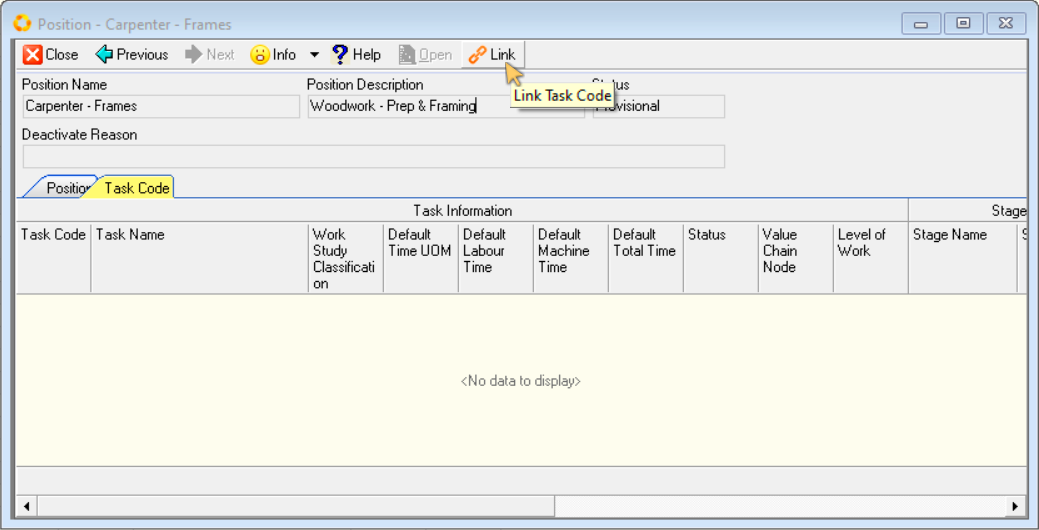 Position - Carpenter - Frames
Close Previous Next Info ? Help Open Link
Position Name Position Description Status
Carpenter - Frames Woodwork - Prep & Framing Provisional
Link Task Code
Deactivate Reason
Position Task Code
Task Information Stage
Task Code Task Name Work Study Classificati on Default Time UOM Default Labour Time Default Machine Time Default Total Time Status Value Chain Node Level of Work Stage Name S
<No data to display>